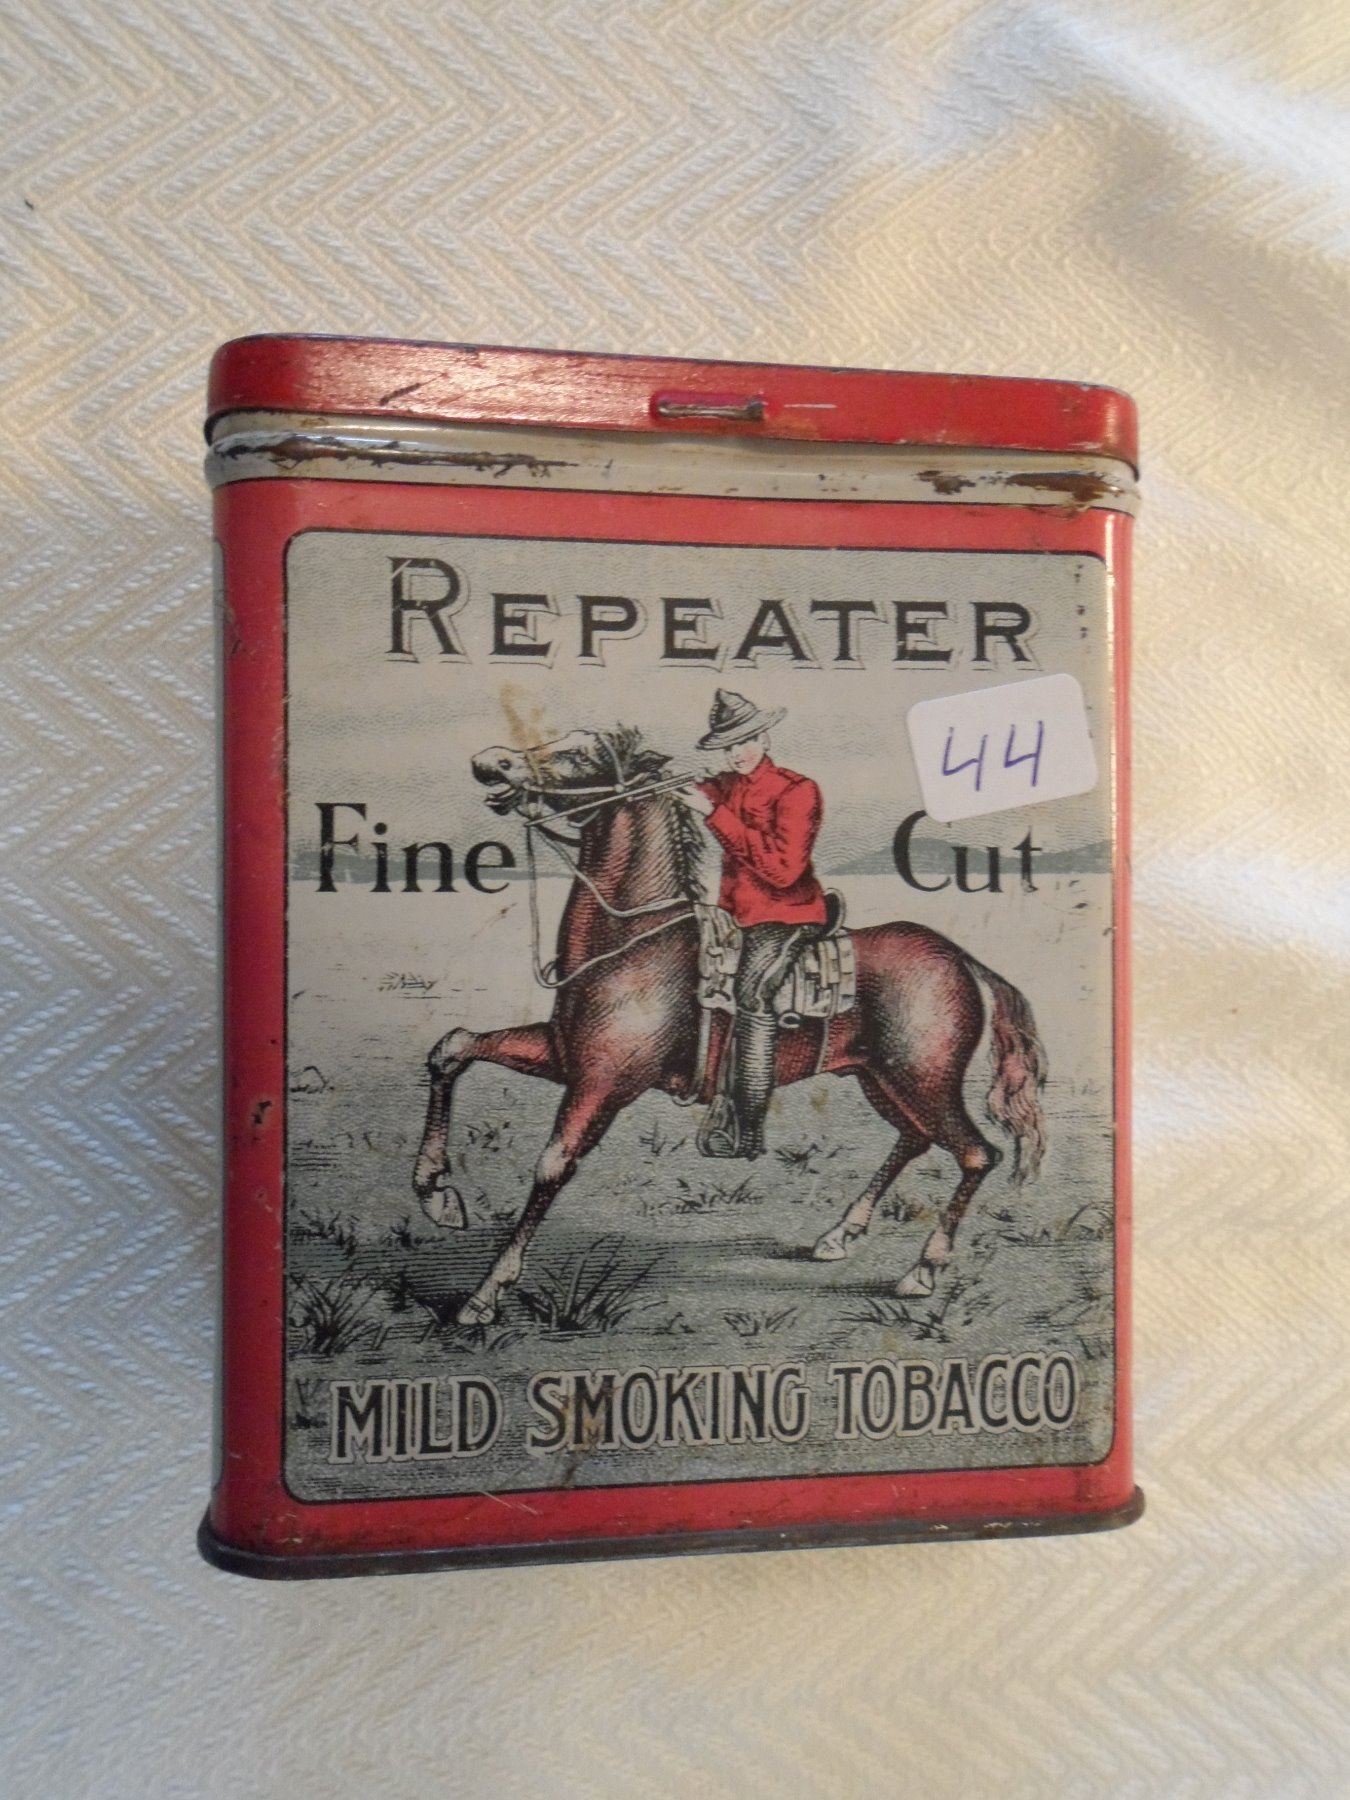 REPEATER
44
Fine Cut
MILD SMOKING TOBACCO